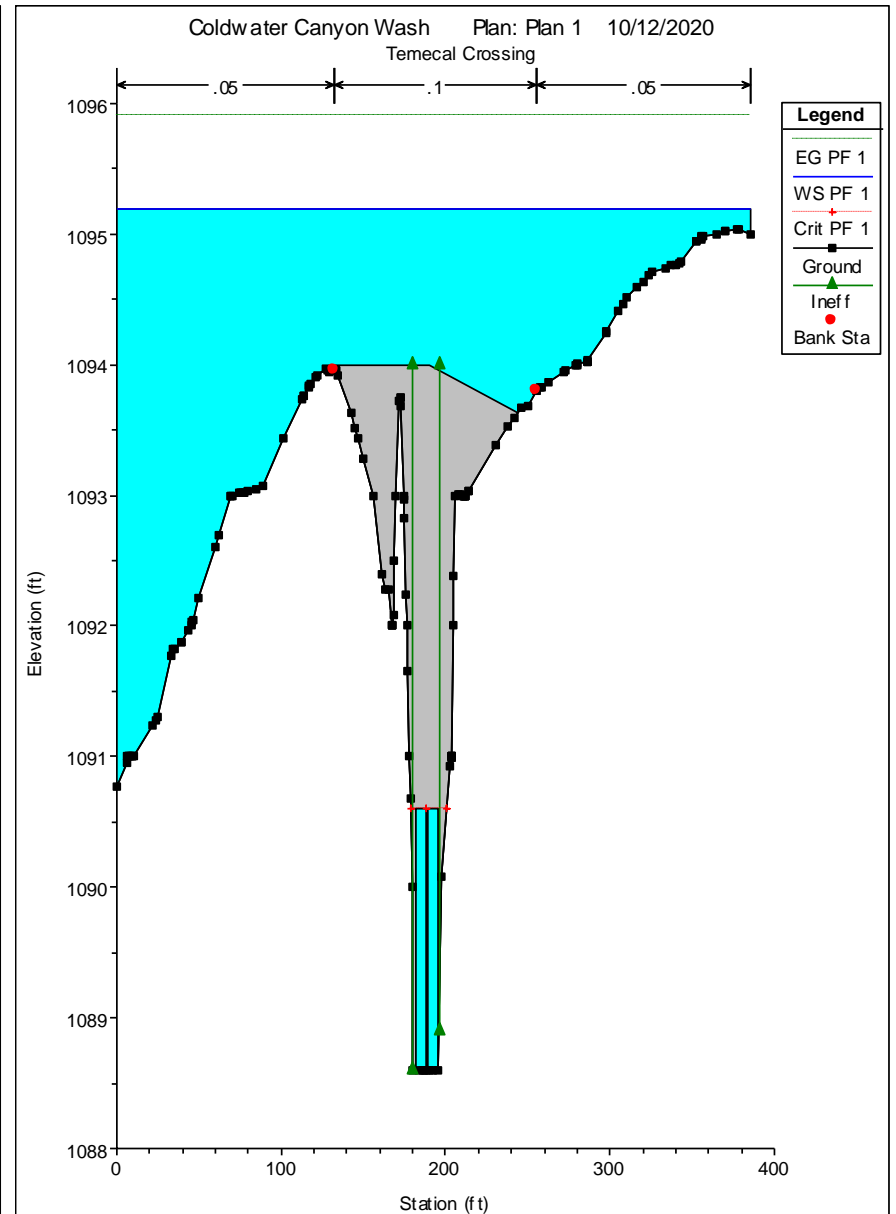 Coldwater Canyon Wash Plan: Plan 1 10/12/2020
Temecal Crossing
.05 .1 .05
Legend
EG PF 1
WS PF 1
Crit PF 1
Ground
Ineff
Bank Sta
1096
1095
1094
1093
1092
1091
1090
1089
1088
Elevation (ft)
0 100 200 300 400
Station (ft)